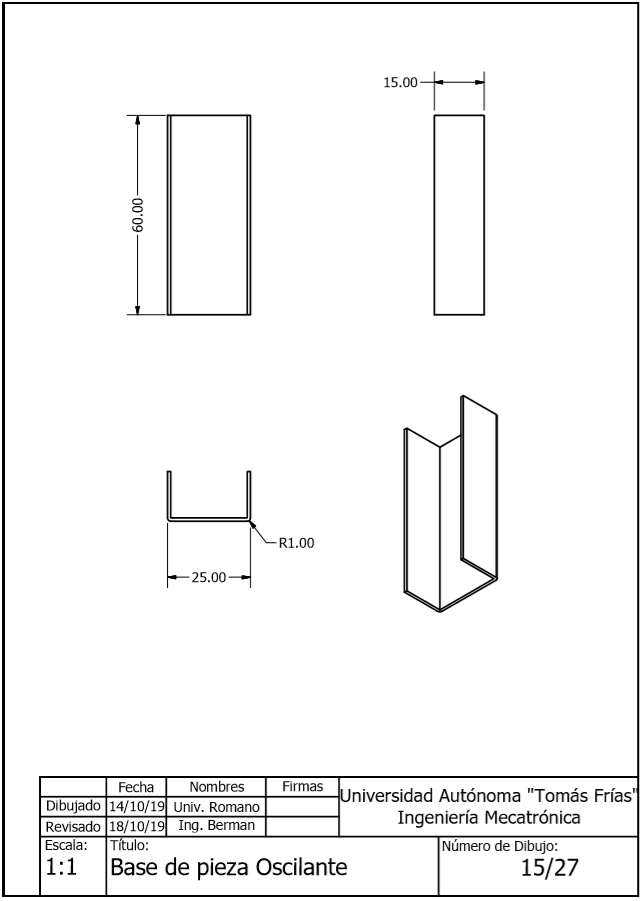 15.00
60.00
R1.00
25.00
Fecha Nombres Firmas
Dibujado 14/10/19 Univ. Romano
Revisado 18/10/19 Ing. Berman
Universidad Autónoma "Tomás Frías"
Ingeniería Mecatrónica
Escala:
1:1
Título:
Base de pieza Oscilante
Número de Dibujo:
15/27